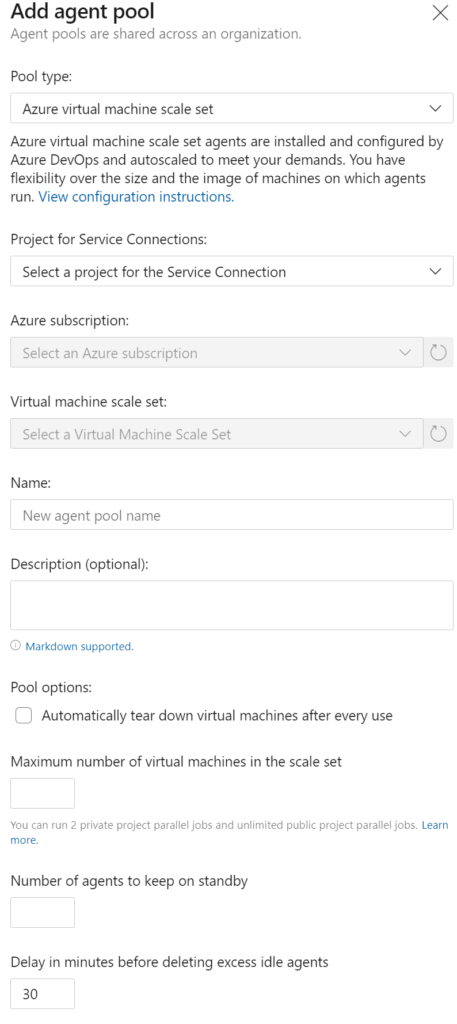 Add agent pool
Agent pools are shared across an organization.
Pool type:
Azure virtual machine scale set
Azure virtual machine scale set agents are installed and configured by
Azure DevOps and autoscaled to meet your demands. You have
flexibility over the size and the image of machines on which agents
run. View configuration instructions.
Project for Service Connections:
Select a project for the Service Connection
Azure subscription:
Select an Azure subscription
Virtual machine scale set:
Select a Virtual Machine Scale Set
Name:
New agent pool name
Description (optional):
Markdown supported.
Pool options:
Automatically tear down virtual machines after every use
Maximum number of virtual machines in the scale set
You can run 2 private project parallel jobs and unlimited public project parallel jobs. Learn
more.
Number of agents to keep on standby
Delay in minutes before deleting excess idle agents
30